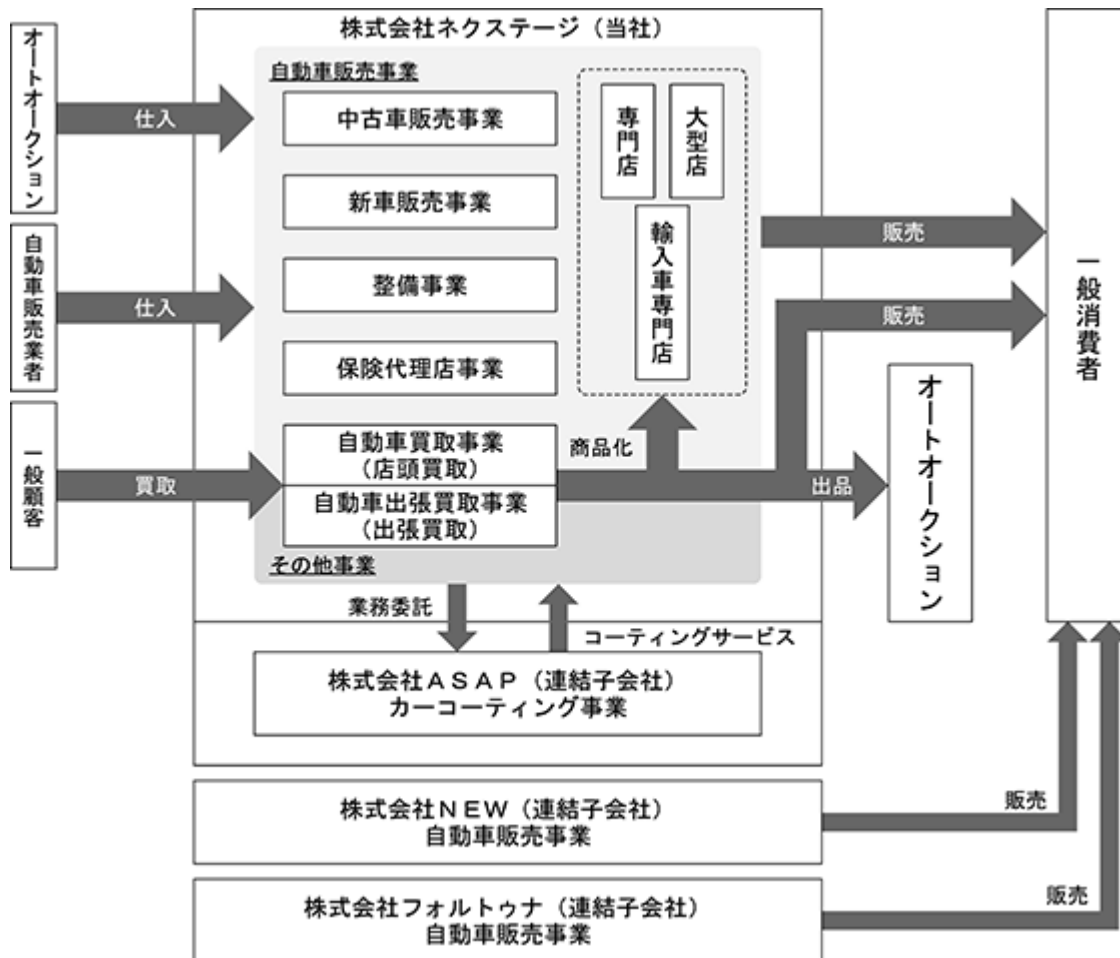 株式会社ネクステージ（当社）
オートオークション
仕入
自動車販売業者
仕入
一般顧客
買取
自動車販売事業
中古車販売事業
新車販売事業
整備事業
保険代理店事業
自動車買取事業
（店頭買取）
自動車出張買取事業
（出張買取）
その他事業
専門店
大型店
輸入車専門店
商品化
販売
販売
出品
オートオークション
一般消費者
業務委託
コーティングサービス
株式会社ＡＳＡＰ（連結子会社）
カーコーティング事業
株式会社ＮＥＷ（連結子会社）
自動車販売事業
販売
株式会社フォルトゥナ（連結子会社）
自動車販売事業
販売